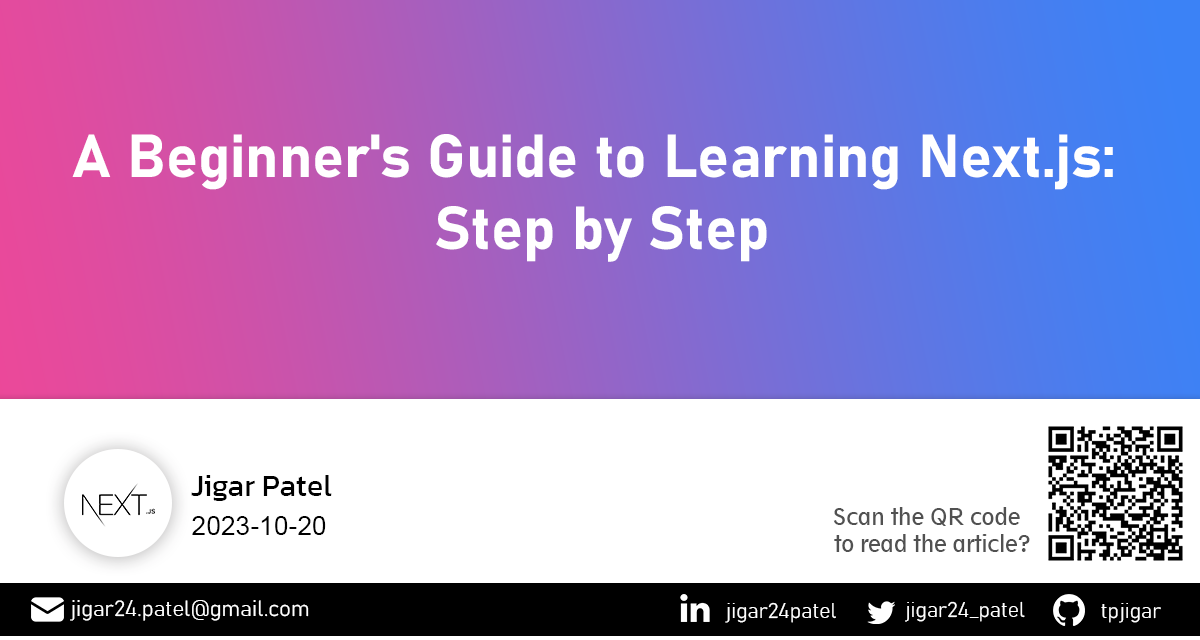 A Beginner's Guide to Learning Next.js:
Step by Step
NEXT.JS
Jigar Patel
2023-10-20
Scan the QR code
to read the article?
jigar24.patel@gmail.com
in jigar24patel
jigar24_patel
tpjigar